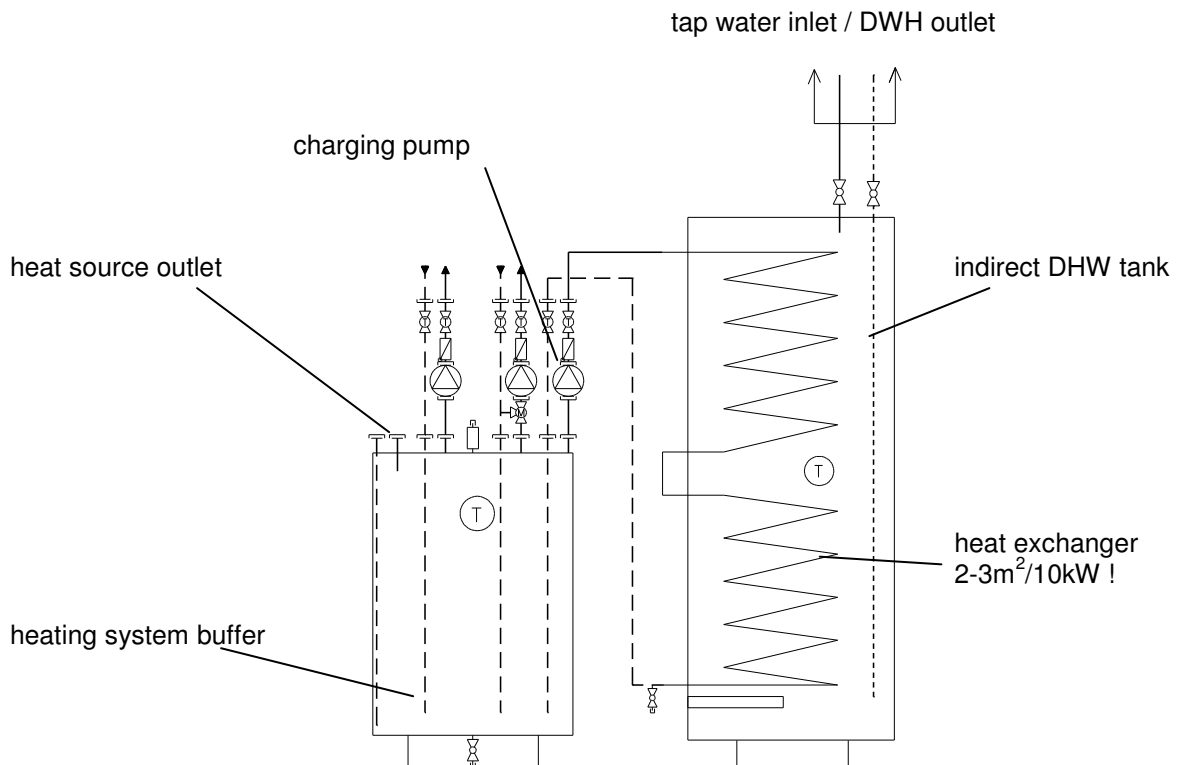 tap water inlet / DWH outlet
charging pump
heat source outlet
indirect DHW tank
T
T
T
T
T
T
M
T
T
heat exchanger
2-3m²/10kW !
heating system buffer